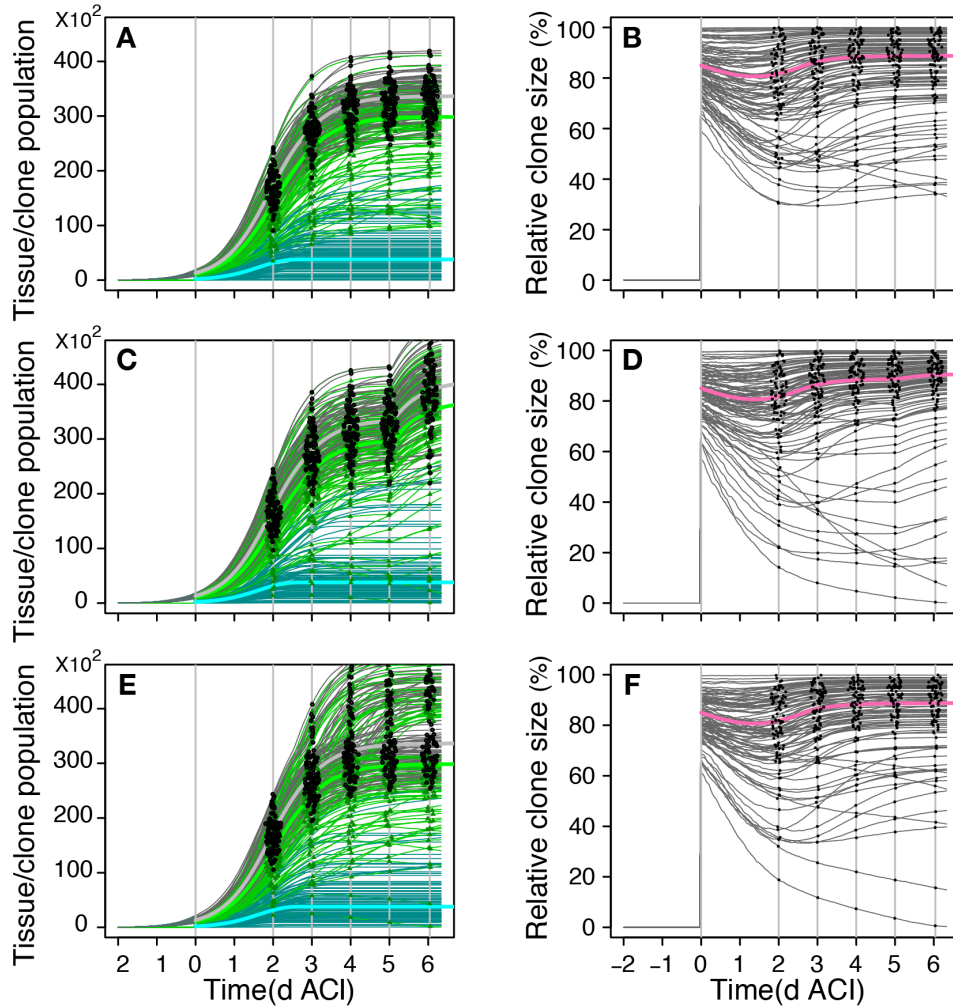 X10²
A
400
300
200
100
0
Tissue/clone population
B
100
80
60
40
20
0
Relative clone size (%)
X10²
C
400
300
200
100
0
Tissue/clone population
D
100
80
60
40
20
0
Relative clone size (%)
X10²
E
400
300
200
100
0
Tissue/clone population
2 1 0 1 2 3 4 5 6
Time(d ACI)
F
100
80
60
40
20
0
Relative clone size (%)
−2 −1 0 1 2 3 4 5 6
Time(d ACI)